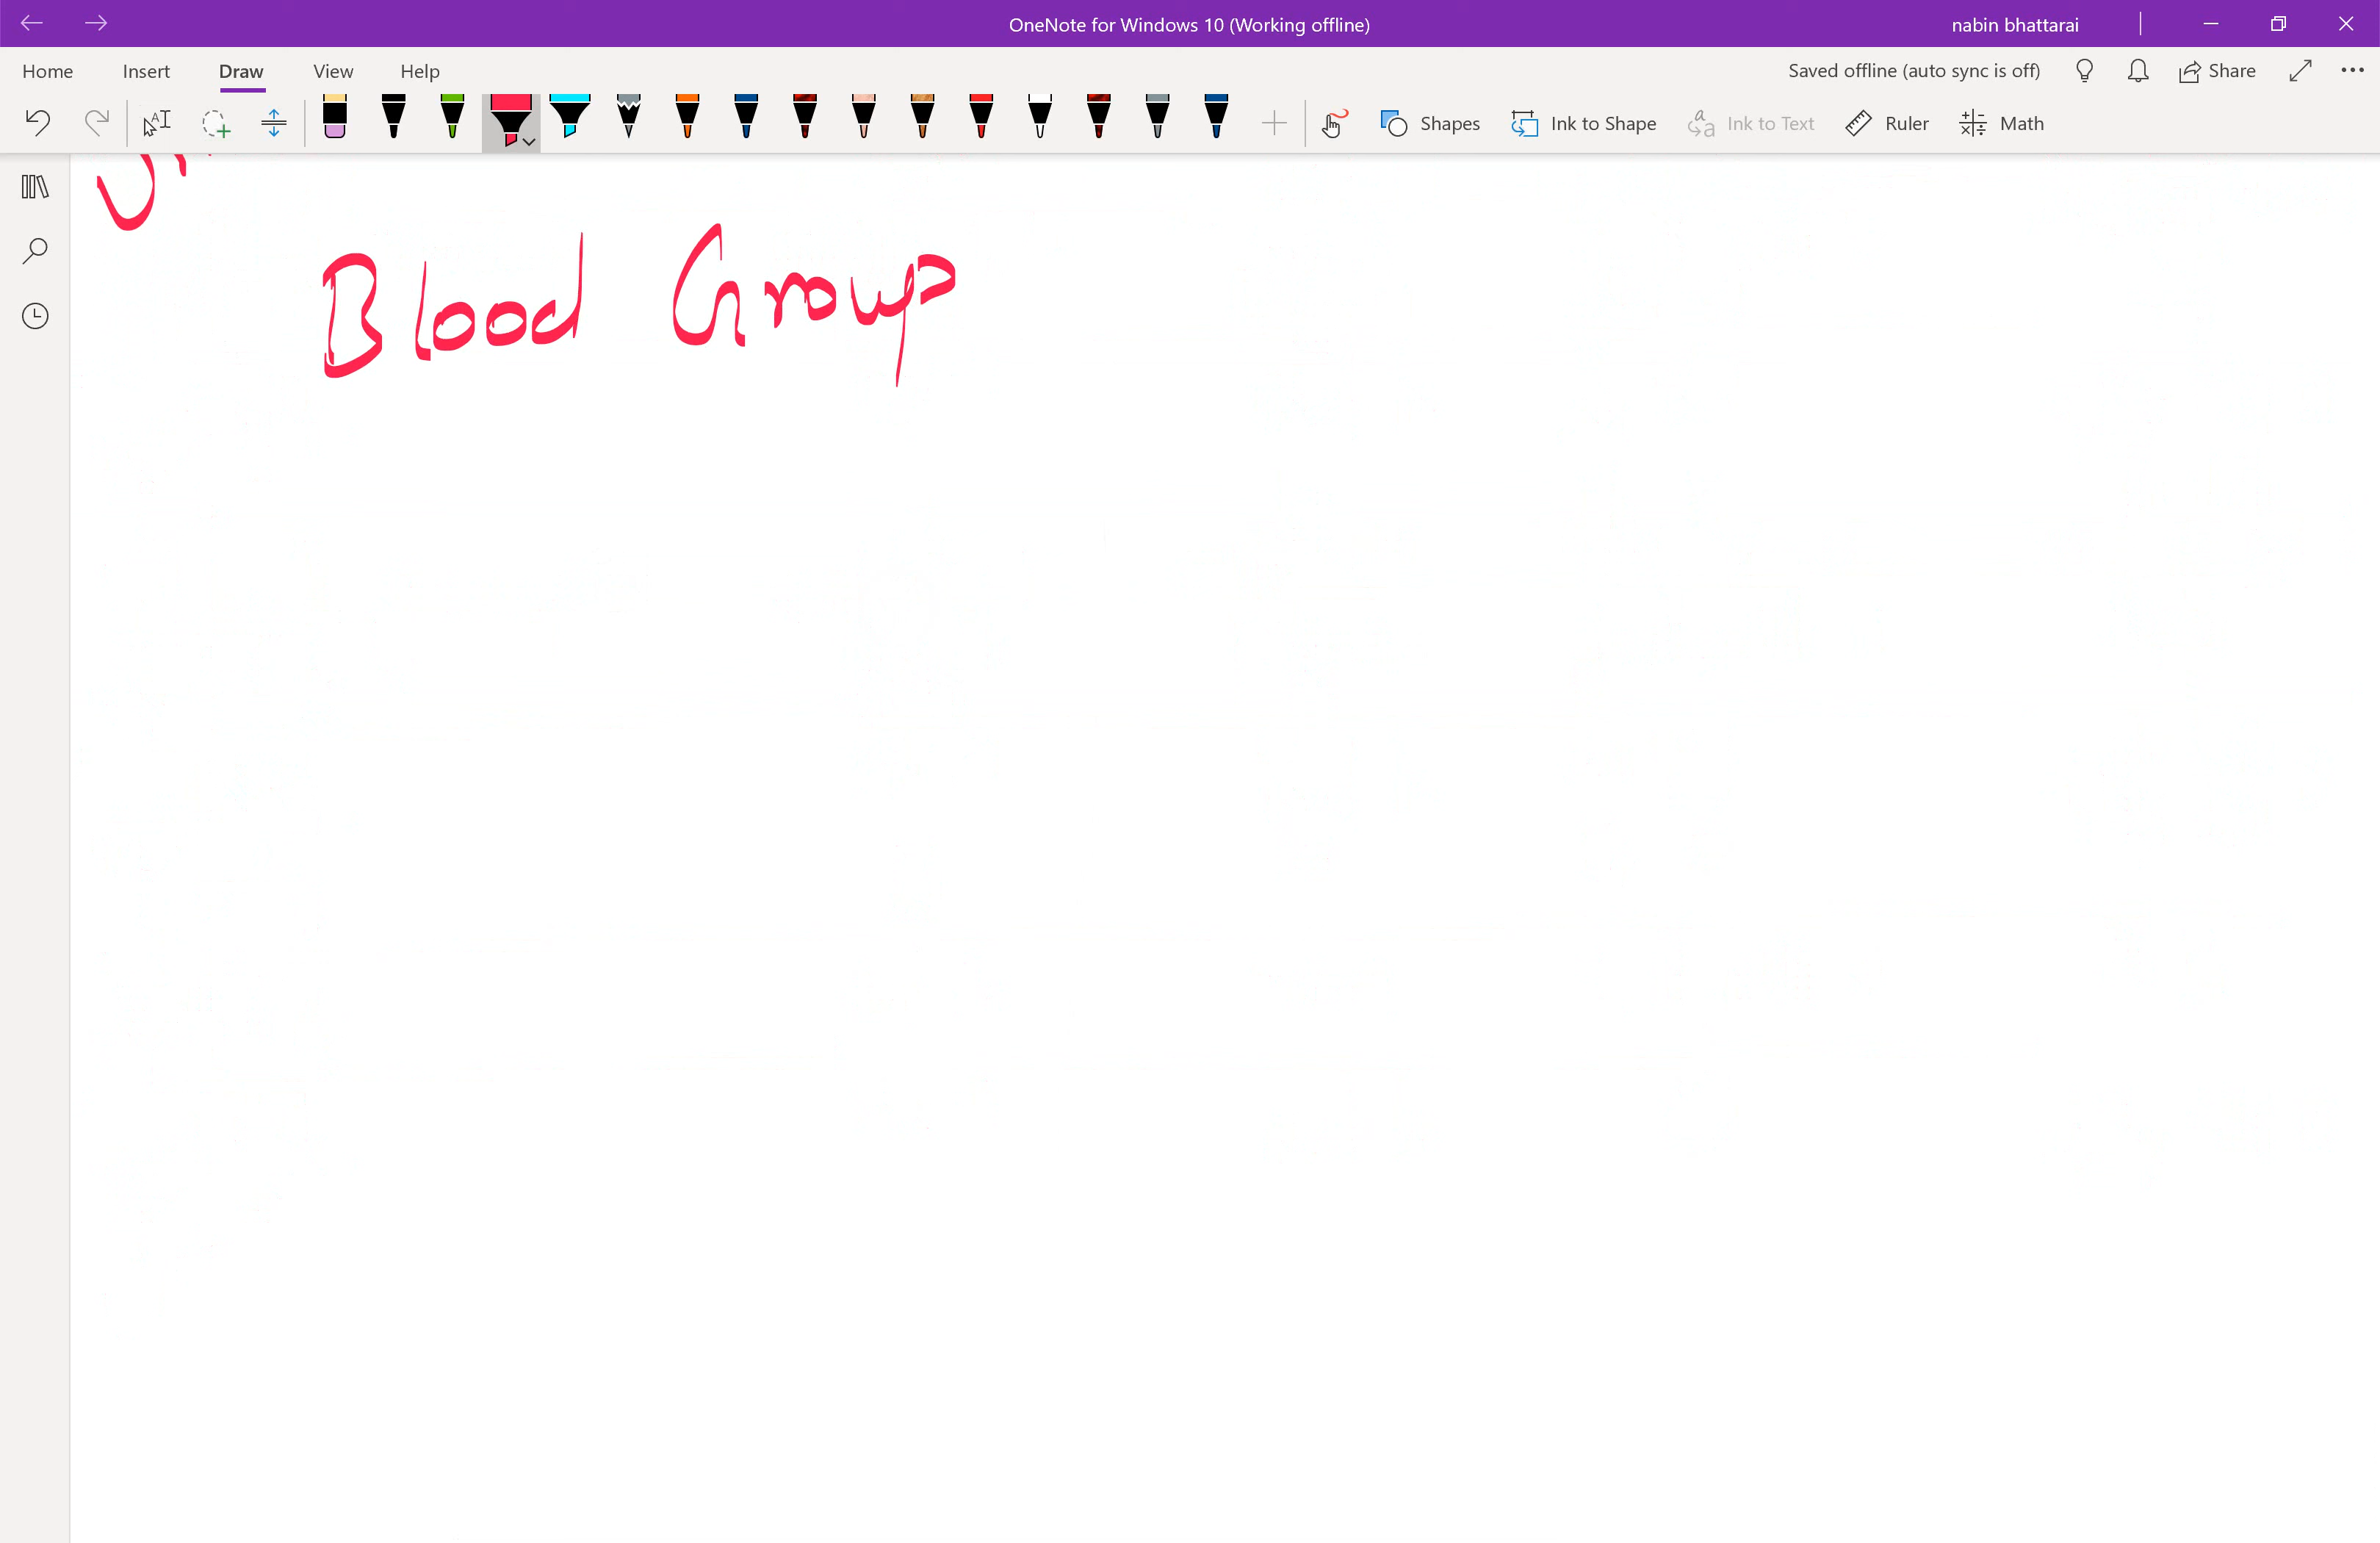 OneNote for Windows 10 (Working offline)
nabin bhattarai
Home Insert Draw View Help
Saved offline (auto sync is off) Share
Shapes Ink to Shape Ink to Text Ruler Math
Blood Group